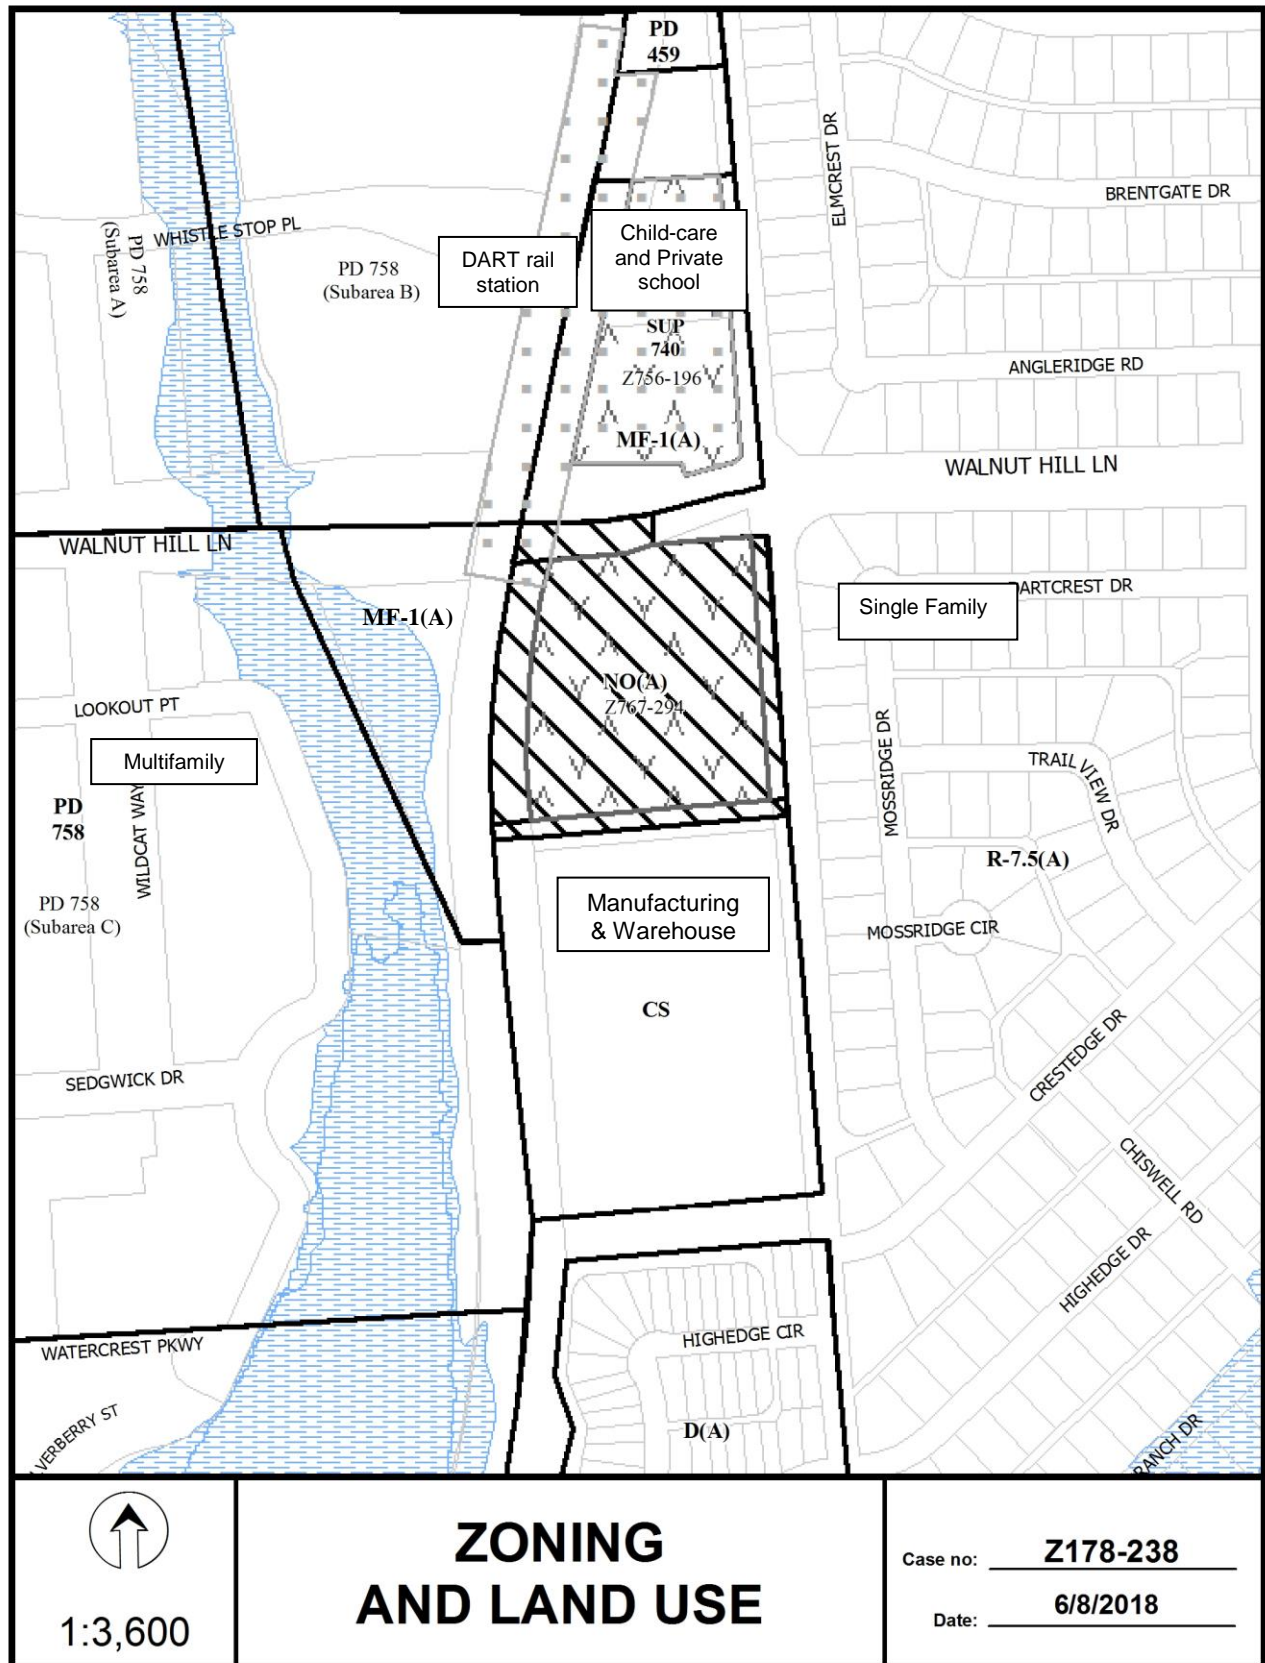 PD
459
ELMCREST DR
BRENTGATE DR
WHISTLE STOP PL
PD 758
(Subarea A)
PD 758
(Subarea B)
DART rail
station
Child-care
and Private
school
SUP
740
Z756-196
ANGLERIDGE RD
MF-1(A)
WALNUT HILL LN
WALNUT HILL LN
MF-1(A)
Single Family
DARTCREST DR
NO(A)
Z767-294
LOOKOUT PT
Multifamily
MOSSRIDGE DR
TRAIL VIEW DR
PD
758
WILDCAT WAY
R-7.5(A)
PD 758
(Subarea C)
Manufacturing
& Warehouse
MOSSRIDGE CIR
CS
CRESTEDGE DR
SEDGWICK DR
CHISWELL RD
HIGHEDGE DR
WATERCREST PKWY
HIGHEDGE CIR
VERBERRY ST
D(A)
RANCH DR
1:3,600
ZONING
AND LAND USE
Case no: Z178-238
Date: 6/8/2018